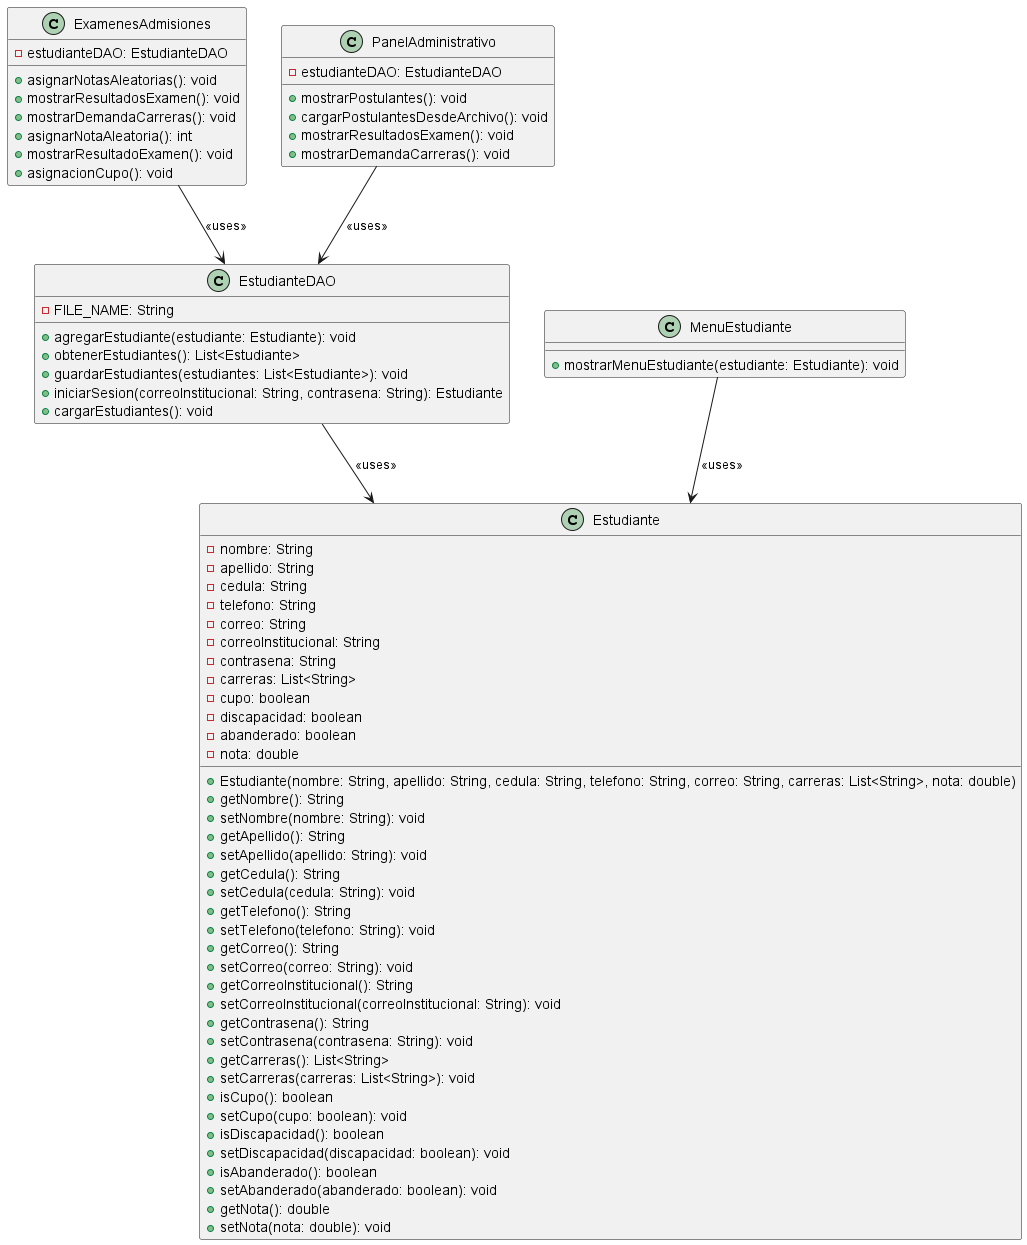 ExamenesAdmisiones
estudianteDAO: EstudianteDAO
asignarNotasAleatorias(): void
mostrarResultadosExamen(): void
mostrarDemandaCarreras(): void
asignarNotaAleatoria(): int
mostrarResultadoExamen(): void
asignacionCupo(): void
PanelAdministrativo
estudianteDAO: EstudianteDAO
mostrarPostulantes(): void
cargarPostulantesDesdeArchivo(): void
mostrarResultadosExamen(): void
mostrarDemandaCarreras(): void
«uses»
«uses»
EstudianteDAO
FILE_NAME: String
agregarEstudiante(estudiante: Estudiante): void
obtenerEstudiantes(): List<Estudiante>
guardarEstudiantes(estudiantes: List<Estudiante>): void
iniciarSesion(correoInstitucional: String, contrasena: String): Estudiante
cargarEstudiantes(): void
MenuEstudiante
mostrarMenuEstudiante(estudiante: Estudiante): void
«uses»
«uses»
Estudiante
nombre: String
apellido: String
cedula: String
telefono: String
correo: String
correoInstitucional: String
contrasena: String
carreras: List<String>
cupo: boolean
discapacidad: boolean
abanderado: boolean
nota: double
Estudiante(nombre: String, apellido: String, cedula: String, telefono: String, correo: String, carreras: List<String>, nota: double)
getNombre(): String
setNombre(nombre: String): void
getApellido(): String
setApellido(apellido: String): void
getCedula(): String
setCedula(cedula: String): void
getTelefono(): String
setTelefono(telefono: String): void
getCorreo(): String
setCorreo(correo: String): void
getCorreoInstitucional(): String
setCorreoInstitucional(correoInstitucional: String): void
getContrasena(): String
setContrasena(contrasena: String): void
getCarreras(): List<String>
setCarreras(carreras: List<String>): void
isCupo(): boolean
setCupo(cupo: boolean): void
isDiscapacidad(): boolean
setDiscapacidad(discapacidad: boolean): void
isAbanderado(): boolean
setAbanderado(abanderado: boolean): void
getNota(): double
setNota(nota: double): void